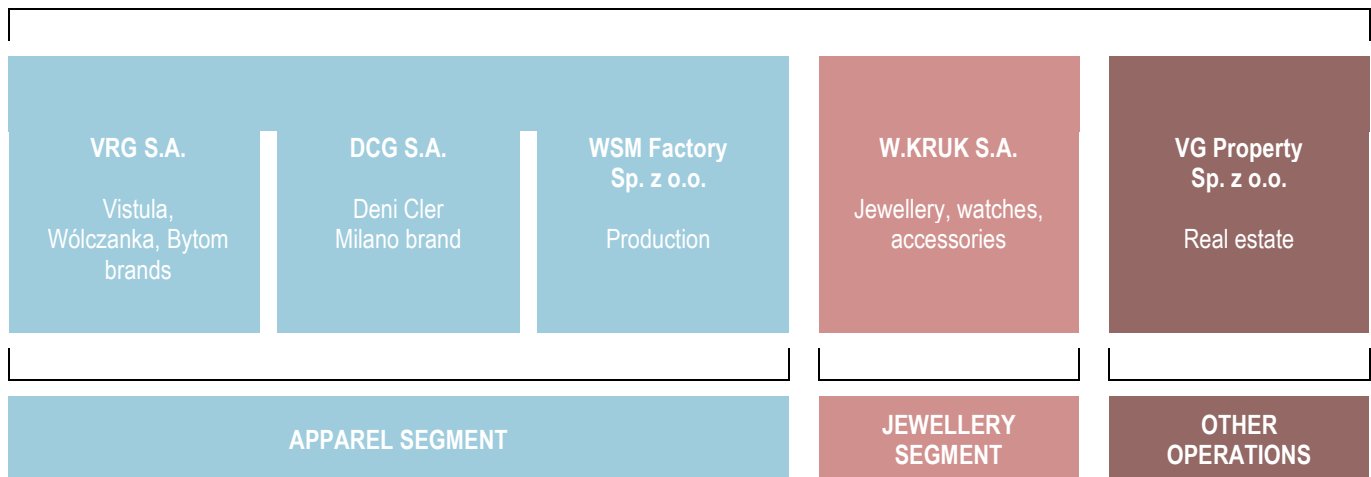 VRG S.A.
Vistula,
Wólczanka, Bytom
brands
DCG S.A.
Deni Cler
Milano brand
WSM Factory
Sp. z o.o.
Production
W.KRUK S.A.
Jewellery, watches,
accessories
VG Property
Sp. z o.o.
Real estate
APPAREL SEGMENT
JEWELLERY
SEGMENT
OTHER
OPERATIONS